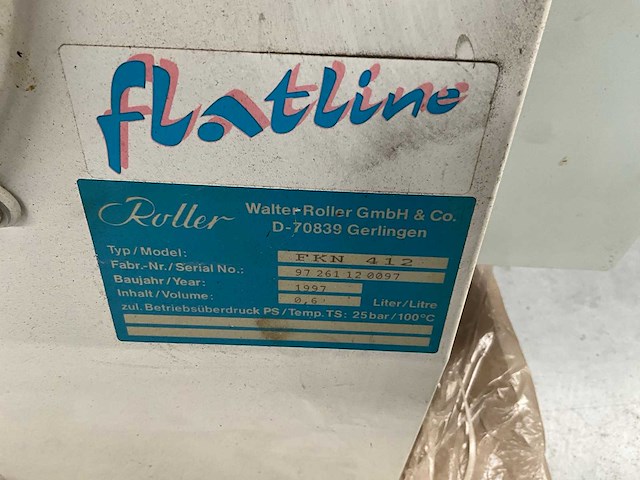 flatline
Roller Walter Roller GmbH & Co.
D-70839 Gerlingen
Typ/Model: FKN 412
Fabr.-Nr./Serial No.: 97 261 12 0097
Baujahr/Year: 1997
Inhalt/Volume: 0,6 Liter/Litre
zul. Betriebsüberdruck PS/Temp.TS: 25bar/100°C